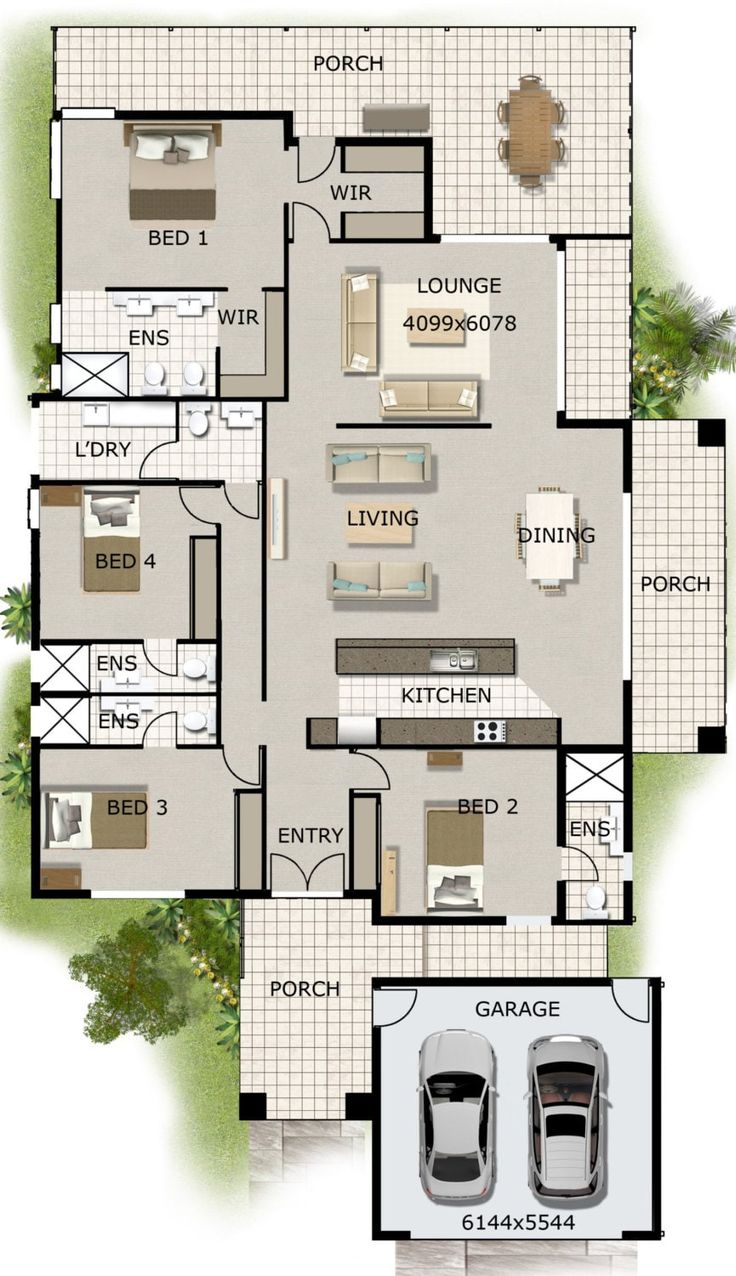 PORCH
WIR
BED 1
LOUNGE
4099x6078
WIR
ENS
L'DRY
LIVING
DINING
BED 4
PORCH
ENS
KITCHEN
ENS
BED 3
BED 2
ENS
ENTRY
PORCH
GARAGE
6144x5544